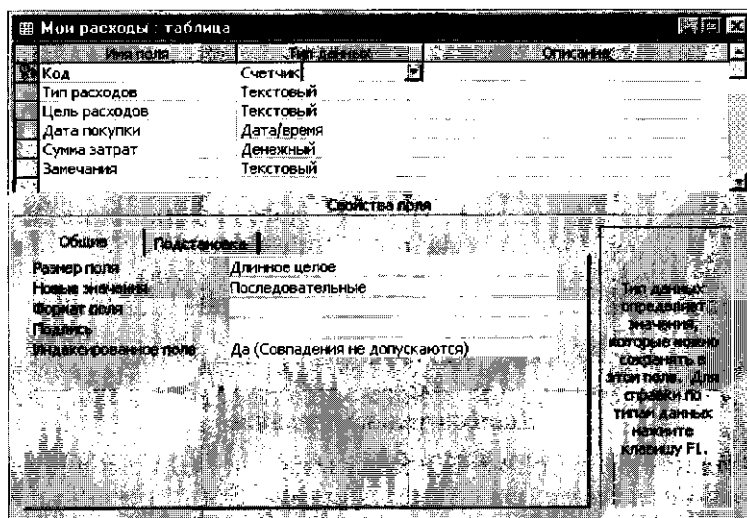 Мои расходы : таблица
Имя поля Тип данных Описание
Код Счетчик
Тип расходов Текстовый
Цель расходов Текстовый
Дата покупки Дата/время
Сумма затрат Денежный
Замечания Текстовый
Свойства поля
Общие Подстановка
Размер поля Длинное целое
Новые значения Последовательные
Формат поля
Подпись
Индексированное поле Да (Совпадения не допускаются)
Тип данных
определяет
значения,
которые можно
сохранять в
этом поле. Для
справки по
типам данных
нажмите
клавишу F1.